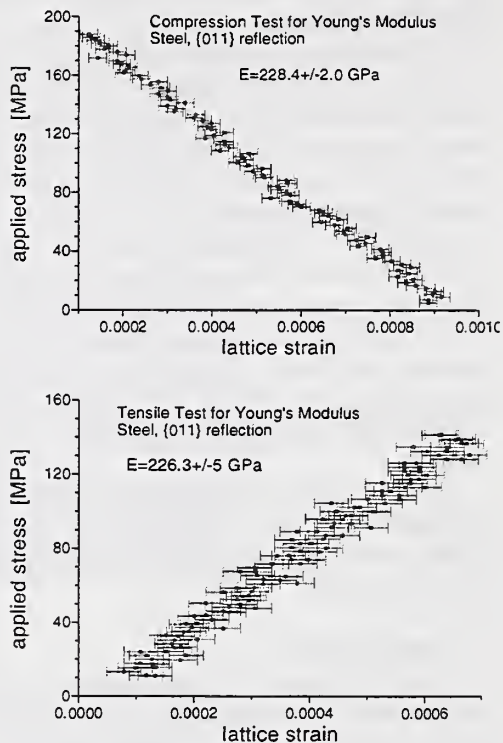 Compression Test for Young's Modulus
Steel, {011} reflection
E=228.4+/-2.0 GPa
applied stress [MPa]
200
160
120
80
40
0
0.0002
0.0004
0.0006
0.0008
0.0010
lattice strain
Tensile Test for Young's Modulus
Steel, {011} reflection
E=226.3+/-5 GPa
applied stress [MPa]
160
120
80
40
0
0.0000
0.0002
0.0004
0.0006
lattice strain